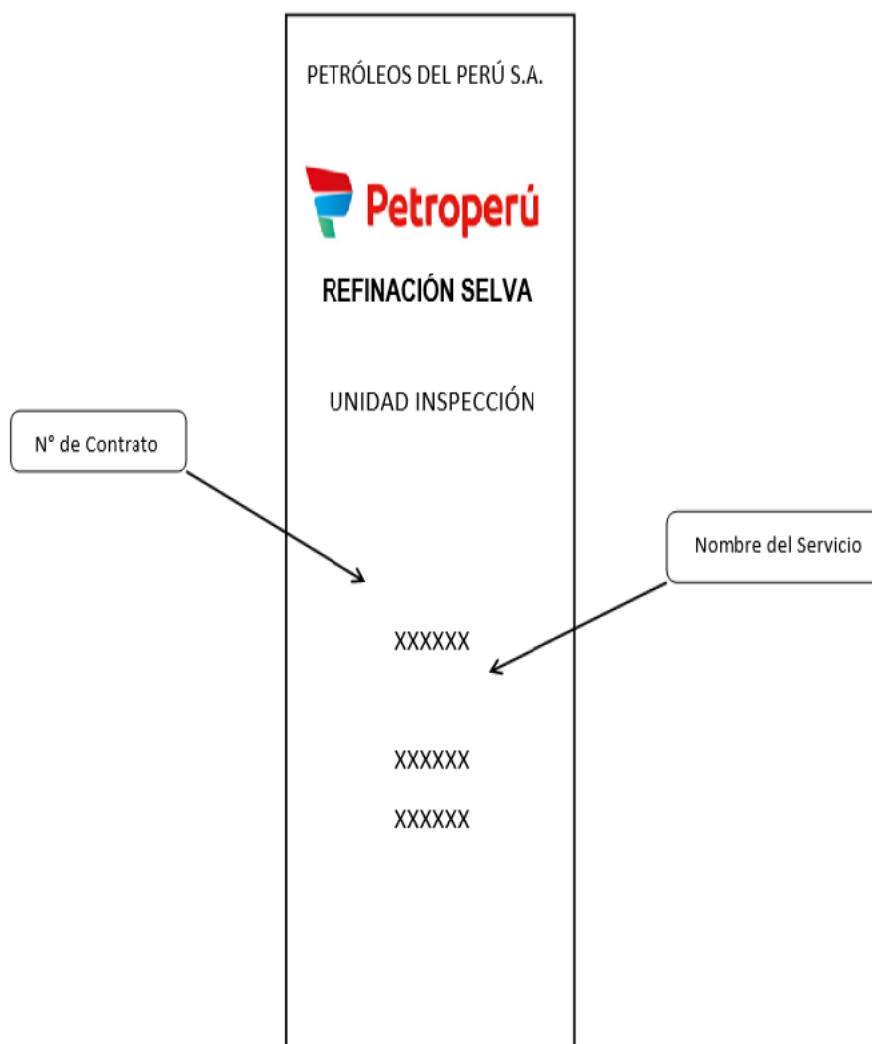 PETRÓLEOS DEL PERÚ S.A.
Petroperú
REFINACIÓN SELVA
UNIDAD INSPECCIÓN
N° de Contrato
Nombre del Servicio
XXXXXX
XXXXXX
XXXXXX